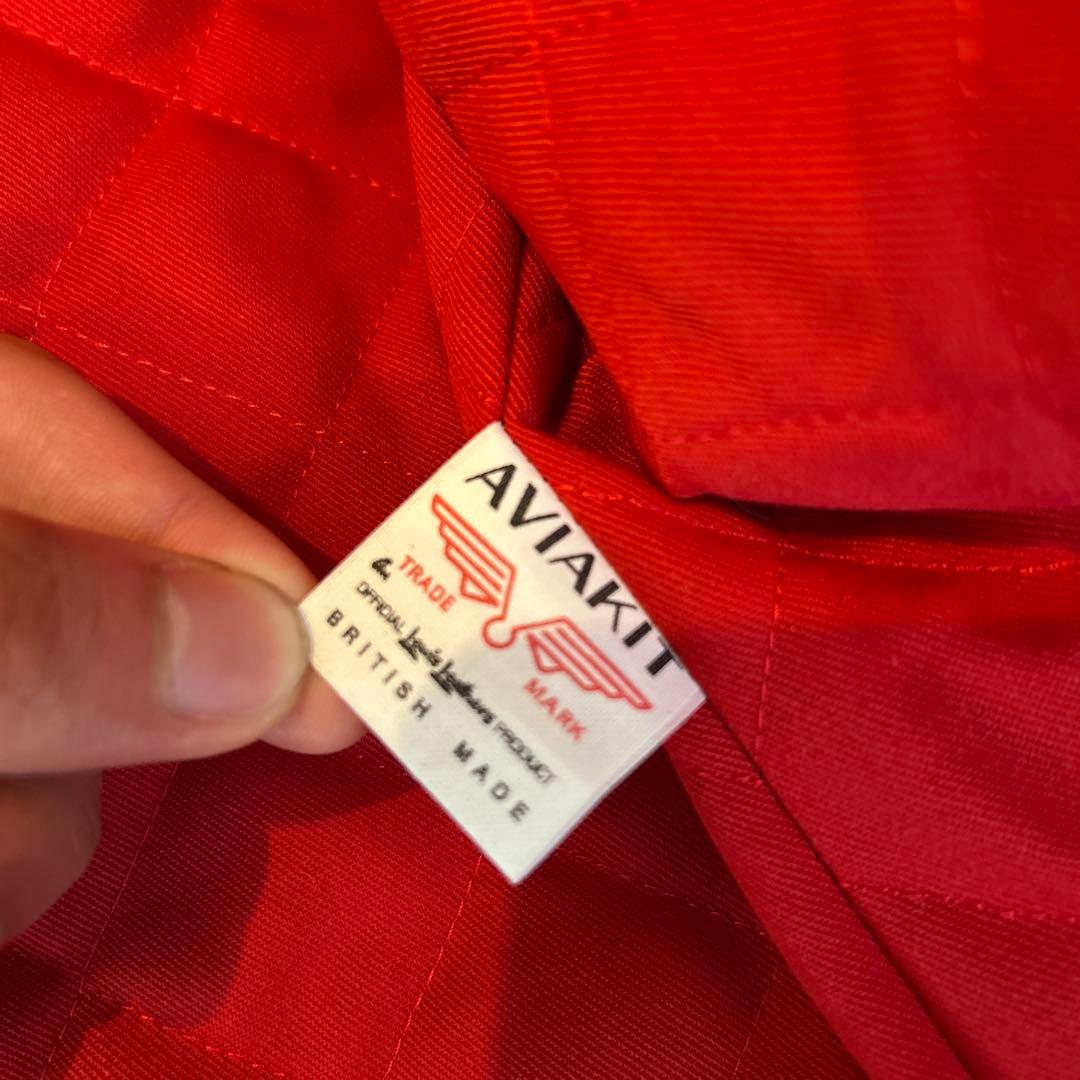 AVIAKIT
TRADE MARK
OFFICIAL Lewis Leathers PRODUCT
BRITISH MADE